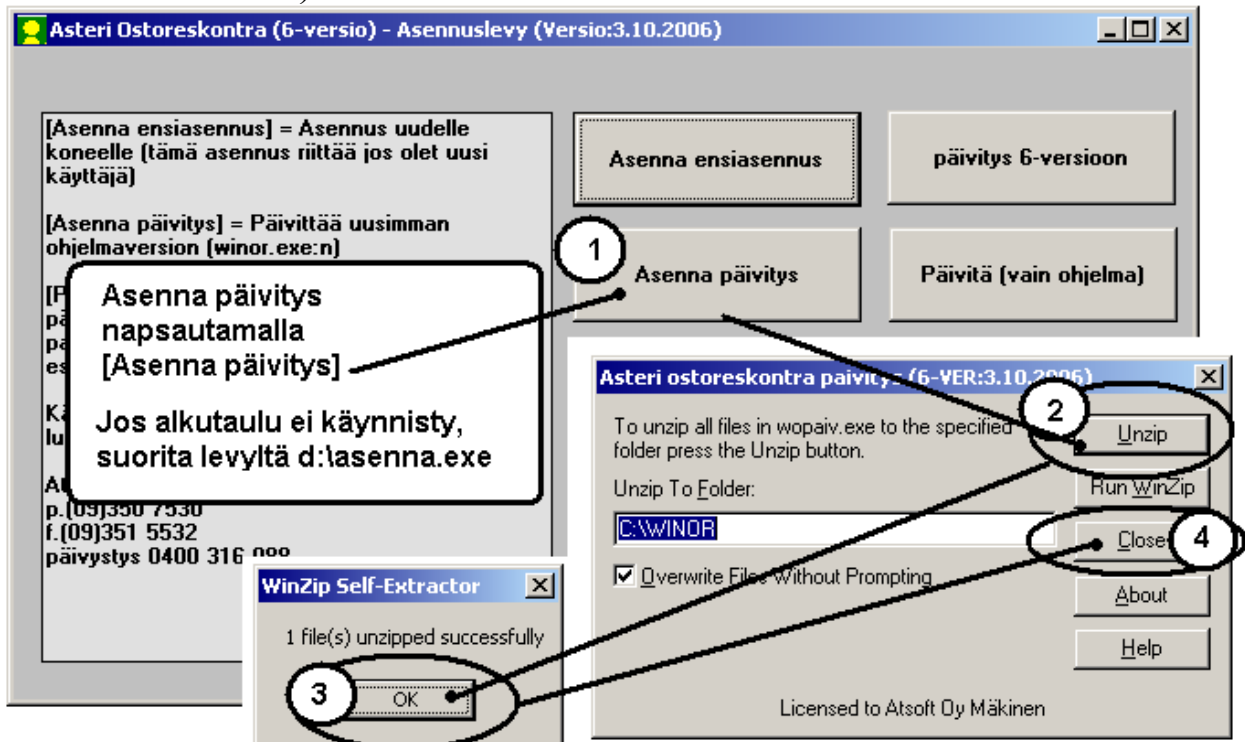 Asteri Ostoreskontra (6-versio) - Asennuslevy (Versio:3.10.2006)
[Asenna ensiasennus] = Asennus uudelle
koneelle (tämä asennus riittää jos olet uusi
käyttäjä)
[Asenna päivitys] = Päivittää uusimman
ohjelmaversion (winor.exe:n)
p.(09)350 7530
f.(09)351 5532
päivystys 0400 316 088
Asenna ensiasennus
päivitys 6-versioon
1
Asenna päivitys
Päivitä (vain ohjelma)
Asenna päivitys
napsautamalla
[Asenna päivitys]
Jos alkutaulu ei käynnisty,
suorita levyltä d:\asenna.exe
Asteri ostoreskontra paivitys (6-VER:3.10.2006)
To unzip all files in wopaiv.exe to the specified
folder press the Unzip button.
Unzip To Folder:
C:\WINOR
Overwrite Files Without Prompting
2
Unzip
Run WinZip
Close
4
About
Help
Licensed to Atsoft Oy Mäkinen
WinZip Self-Extractor
1 file(s) unzipped successfully
3
OK